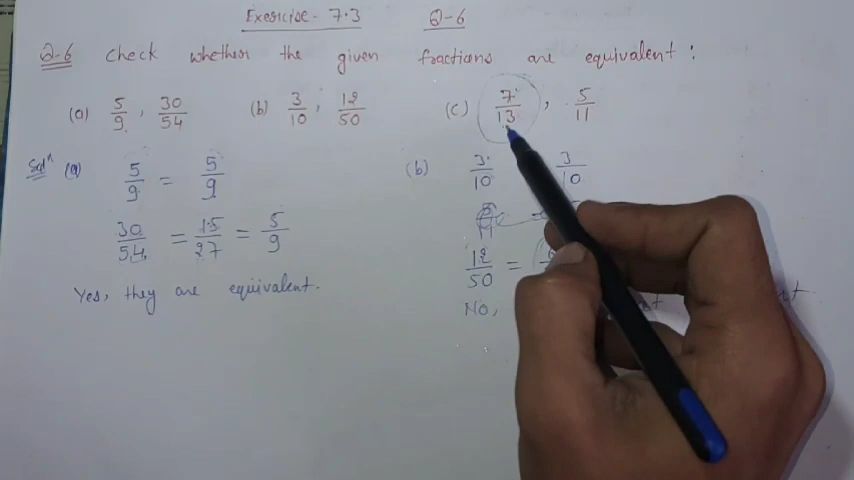 Exercise - 7.3 Q-6
Q-6 check whether the given fractions are equivalent :
(a) 5/9 , 30/54 (b) 3/10 , 12/50 (c) 7/13 , 5/11
Solⁿ (a) 5/9 = 5/9 (b) 3/10 3/10
30/54 = 15/27 = 5/9
12/50 =
Yes, they are equivalent.
No,